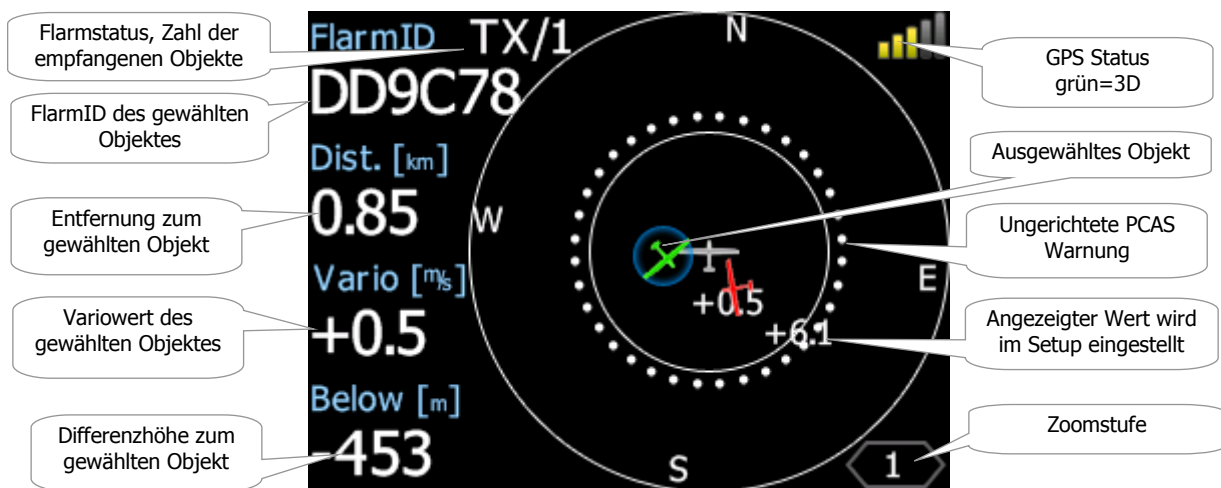 Flarmstatus, Zahl der
empfangenen Objekte
FlarmID des gewählten
Objektes
Entfernung zum
gewählten Objekt
Variowert des
gewählten Objektes
Differenzhöhe zum
gewählten Objekt
FlarmID TX/1
DD9C78
Dist. [km]
0.85
Vario [m/s]
+0.5
Below [m]
-453
N
W
E
S
+0.5
+6.1
1
GPS Status
grün=3D
Ausgewähltes Objekt
Ungerichtete PCAS
Warnung
Angezeigter Wert wird
im Setup eingestellt
Zoomstufe